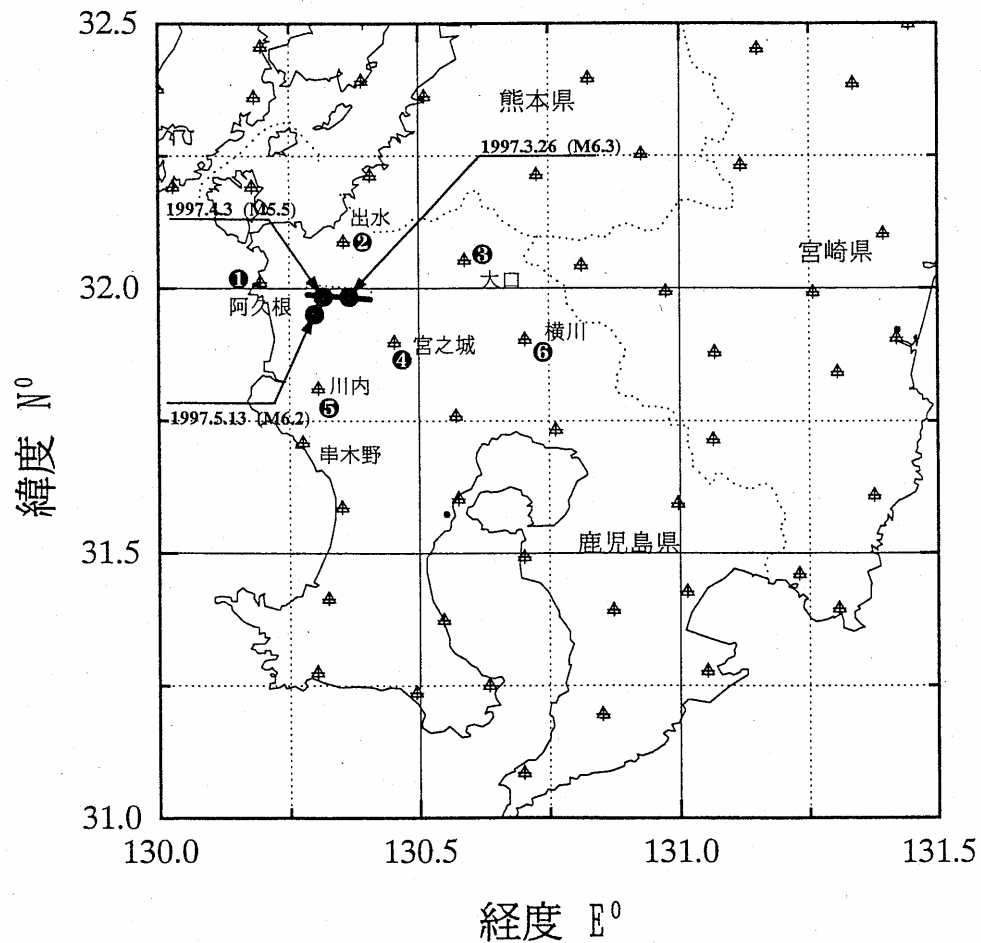 32.5
熊本県
1997.3.26 (M6.3)
1997.4.3 (M5.5)
出水
❷
❸
宮崎県
大口
❶
32.0
阿久根
横川
宮之城
❻
❹
川内
❺
1997.5.13 (M6.2)
串木野
緯度 N⁰
鹿児島県
31.5
31.0
130.0
130.5
131.0
131.5
経度 E⁰